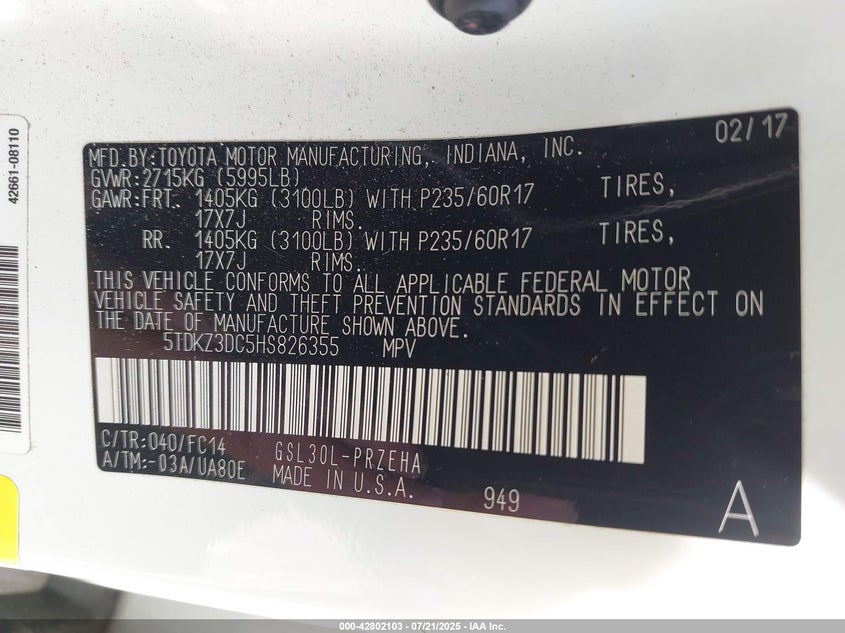 42661-08110
02/17
MFD.BY:TOYOTA MOTOR MANUFACTURING, INDIANA, INC.
GVWR:2715KG (5995LB)
GAWR:FRT. 1405KG (3100LB) WITH P235/60R17 TIRES,
17X7J RIMS.
RR. 1405KG (3100LB) WITH P235/60R17 TIRES,
17X7J RIMS.
THIS VEHICLE CONFORMS TO ALL APPLICABLE FEDERAL MOTOR
VEHICLE SAFETY AND THEFT PREVENTION STANDARDS IN EFFECT ON
THE DATE OF MANUFACTURE SHOWN ABOVE.
5TDKZ3DC5HS826355 MPV
C/TR:040/FC14 GSL30L-PRZEHA
A/TM:-03A/UA80E MADE IN U.S.A.
949
A
000-42802103 - 07/21/2025 - IAA Inc.